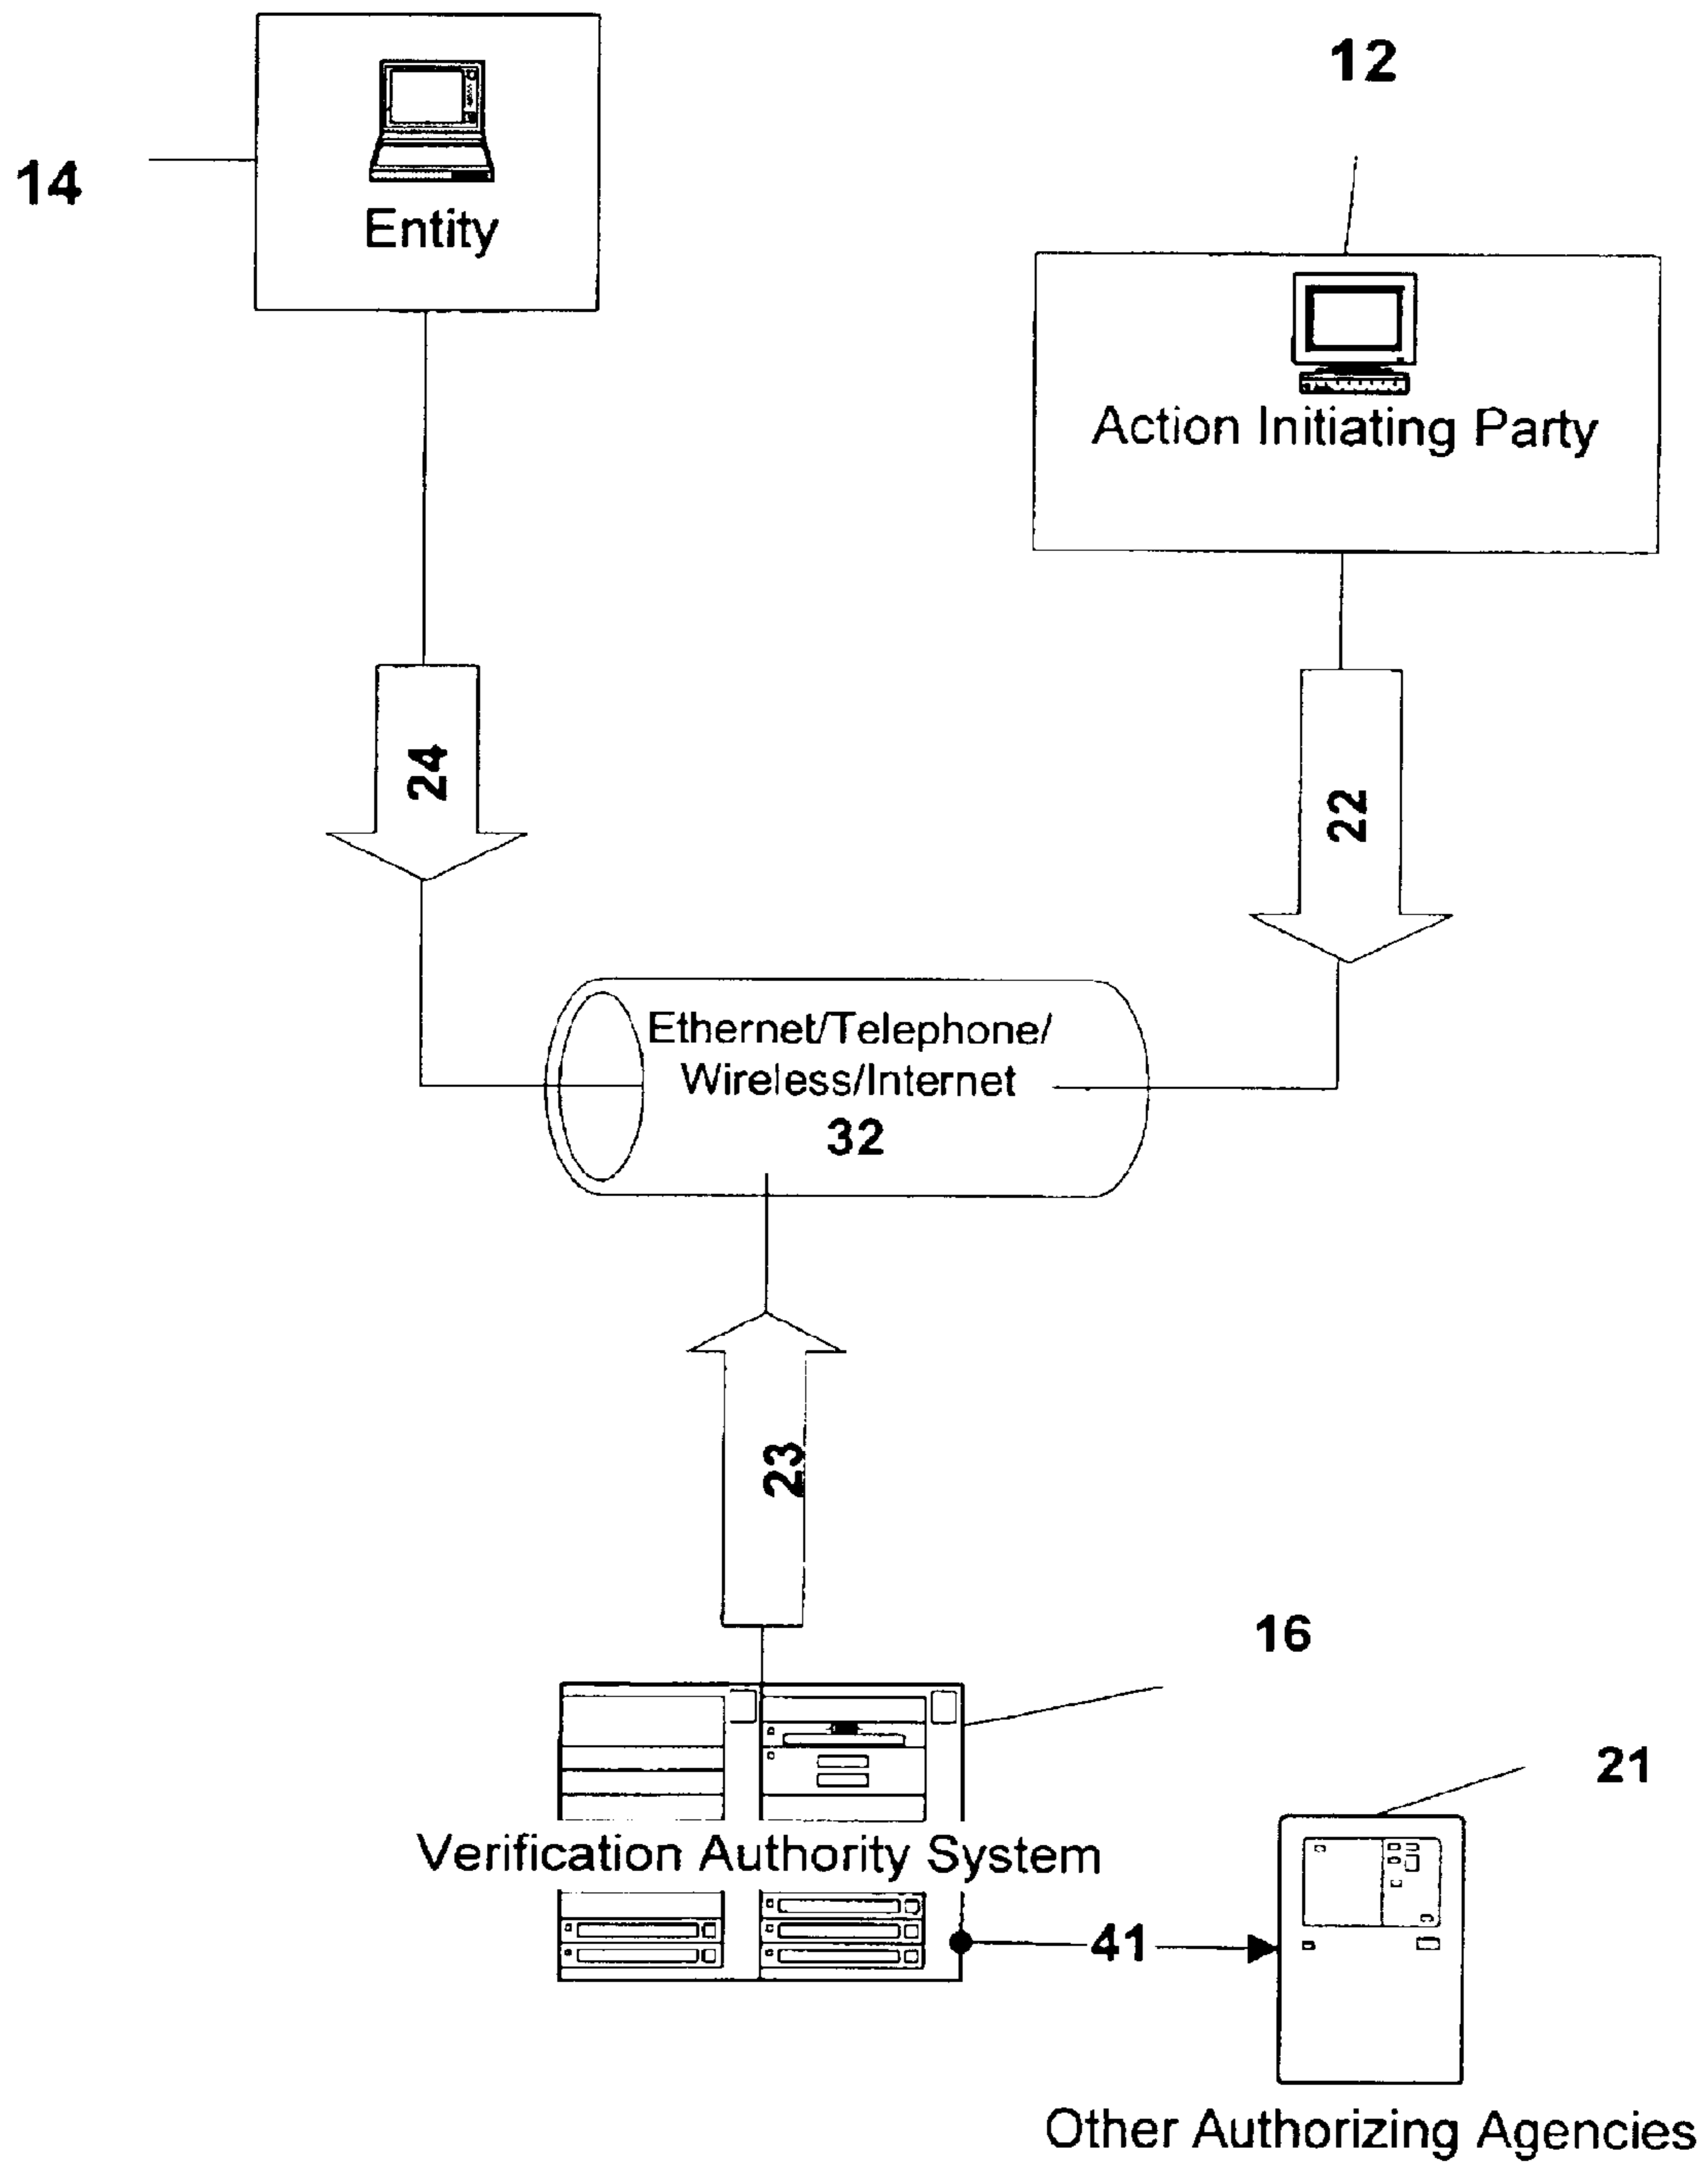 12
14
Entity
Action Initiating Party
24
22
Ethernet/Telephone/
Wireless/Internet
32
23
16
21
Verification Authority System
41
Other Authorizing Agencies